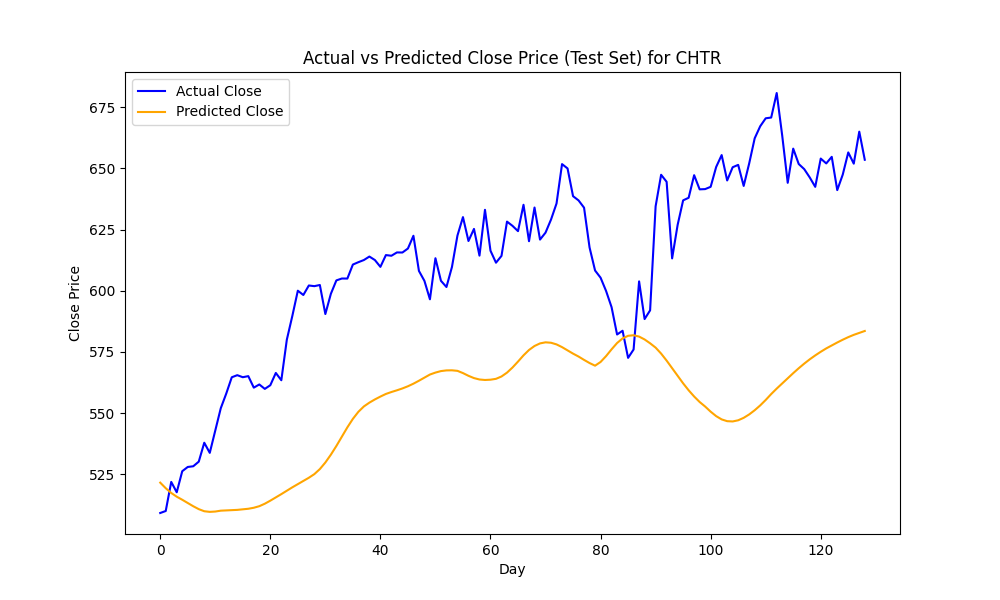 Actual vs Predicted Close Price (Test Set) for CHTR
Actual Close
Predicted Close
675
650
625
600
575
550
525
Close Price
0 20 40 60 80 100 120
Day